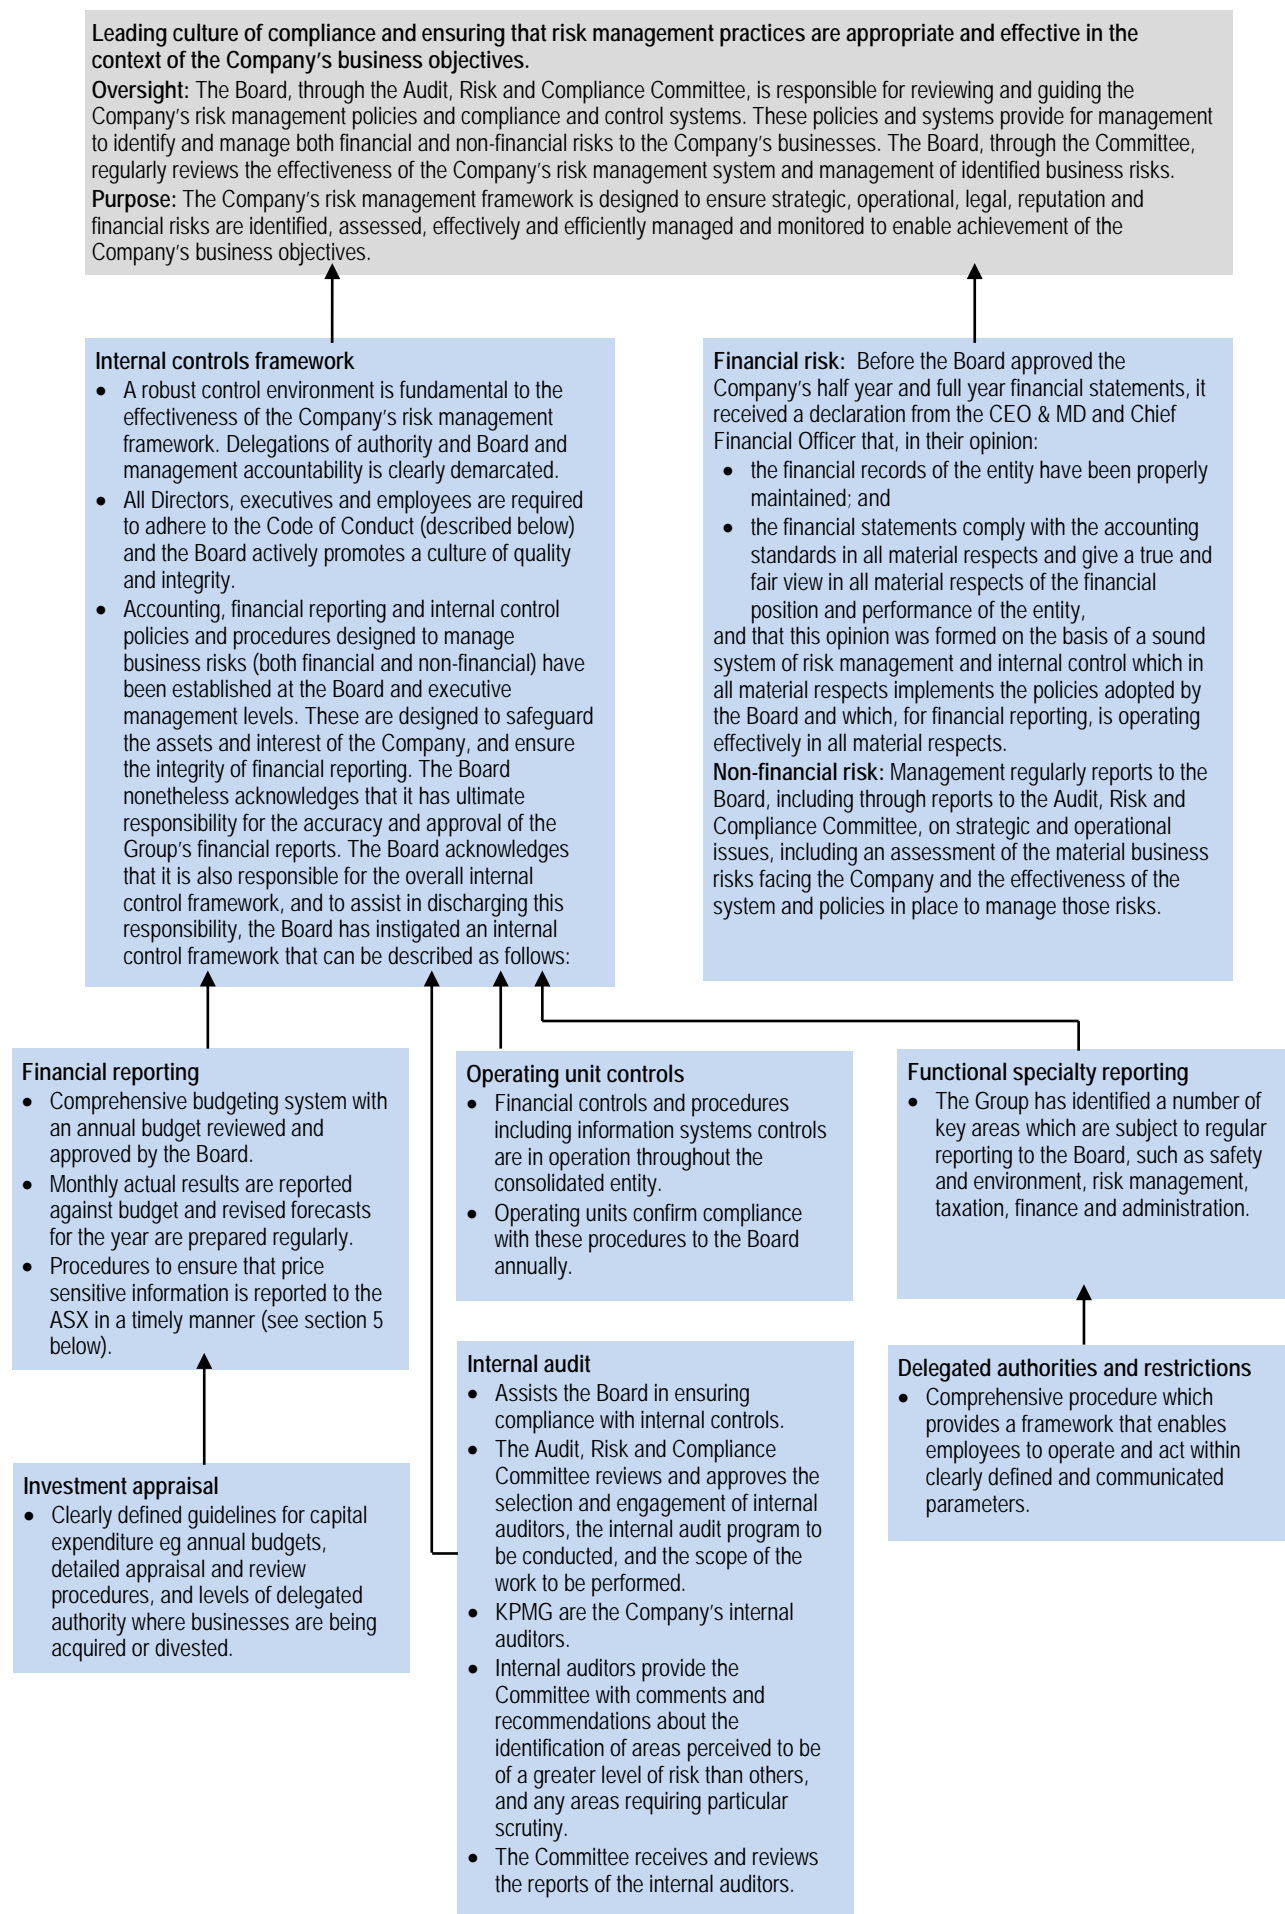 Leading culture of compliance and ensuring that risk management practices are appropriate and effective in the
context of the Company’s business objectives.
Oversight: The Board, through the Audit, Risk and Compliance Committee, is responsible for reviewing and guiding the
Company’s risk management policies and compliance and control systems. These policies and systems provide for management
to identify and manage both financial and non-financial risks to the Company’s businesses. The Board, through the Committee,
regularly reviews the effectiveness of the Company’s risk management system and management of identified business risks.
Purpose: The Company’s risk management framework is designed to ensure strategic, operational, legal, reputation and
financial risks are identified, assessed, effectively and efficiently managed and monitored to enable achievement of the
Company’s business objectives.
Internal controls framework
• A robust control environment is fundamental to the
effectiveness of the Company’s risk management
framework. Delegations of authority and Board and
management accountability is clearly demarcated.
• All Directors, executives and employees are required
to adhere to the Code of Conduct (described below)
and the Board actively promotes a culture of quality
and integrity.
• Accounting, financial reporting and internal control
policies and procedures designed to manage
business risks (both financial and non-financial) have
been established at the Board and executive
management levels. These are designed to safeguard
the assets and interest of the Company, and ensure
the integrity of financial reporting. The Board
nonetheless acknowledges that it has ultimate
responsibility for the accuracy and approval of the
Group’s financial reports. The Board acknowledges
that it is also responsible for the overall internal
control framework, and to assist in discharging this
responsibility, the Board has instigated an internal
control framework that can be described as follows:
Financial risk: Before the Board approved the
Company’s half year and full year financial statements, it
received a declaration from the CEO & MD and Chief
Financial Officer that, in their opinion:
• the financial records of the entity have been properly
maintained; and
• the financial statements comply with the accounting
standards in all material respects and give a true and
fair view in all material respects of the financial
position and performance of the entity,
and that this opinion was formed on the basis of a sound
system of risk management and internal control which in
all material respects implements the policies adopted by
the Board and which, for financial reporting, is operating
effectively in all material respects.
Non-financial risk: Management regularly reports to the
Board, including through reports to the Audit, Risk and
Compliance Committee, on strategic and operational
issues, including an assessment of the material business
risks facing the Company and the effectiveness of the
system and policies in place to manage those risks.
Financial reporting
• Comprehensive budgeting system with
an annual budget reviewed and
approved by the Board.
• Monthly actual results are reported
against budget and revised forecasts
for the year are prepared regularly.
• Procedures to ensure that price
sensitive information is reported to the
ASX in a timely manner (see section 5
below).
Operating unit controls
• Financial controls and procedures
including information systems controls
are in operation throughout the
consolidated entity.
• Operating units confirm compliance
with these procedures to the Board
annually.
Functional specialty reporting
• The Group has identified a number of
key areas which are subject to regular
reporting to the Board, such as safety
and environment, risk management,
taxation, finance and administration.
Investment appraisal
• Clearly defined guidelines for capital
expenditure eg annual budgets,
detailed appraisal and review
procedures, and levels of delegated
authority where businesses are being
acquired or divested.
Internal audit
• Assists the Board in ensuring
compliance with internal controls.
• The Audit, Risk and Compliance
Committee reviews and approves the
selection and engagement of internal
auditors, the internal audit program to
be conducted, and the scope of the
work to be performed.
• KPMG are the Company’s internal
auditors.
• Internal auditors provide the
Committee with comments and
recommendations about the
identification of areas perceived to be
of a greater level of risk than others,
and any areas requiring particular
scrutiny.
• The Committee receives and reviews
the reports of the internal auditors.
Delegated authorities and restrictions
• Comprehensive procedure which
provides a framework that enables
employees to operate and act within
clearly defined and communicated
parameters.